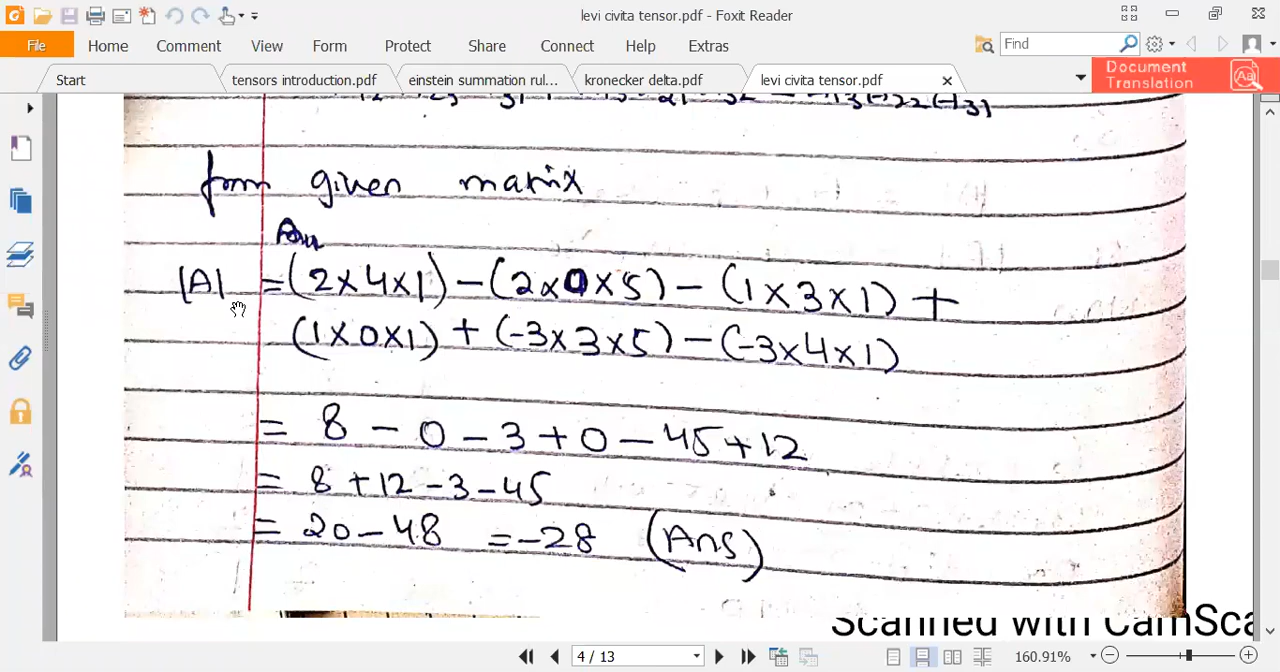 levi civita tensor.pdf - Foxit Reader
File Home Comment View Form Protect Share Connect Help Extras Find
Start tensors introduction.pdf einstein summation rul... kronecker delta.pdf levi civita tensor.pdf Document Translation
from given matrix
Ans
|A| = (2×4×1) − (2×0×5) − (1×3×1) +
(1×0×1) + (-3×3×5) − (-3×4×1)
= 8 − 0 − 3 + 0 − 45 + 12
= 8 + 12 − 3 − 45
= 20 − 48 = −28 (Ans)
Scanned with CamSca
4 / 13 160.91%